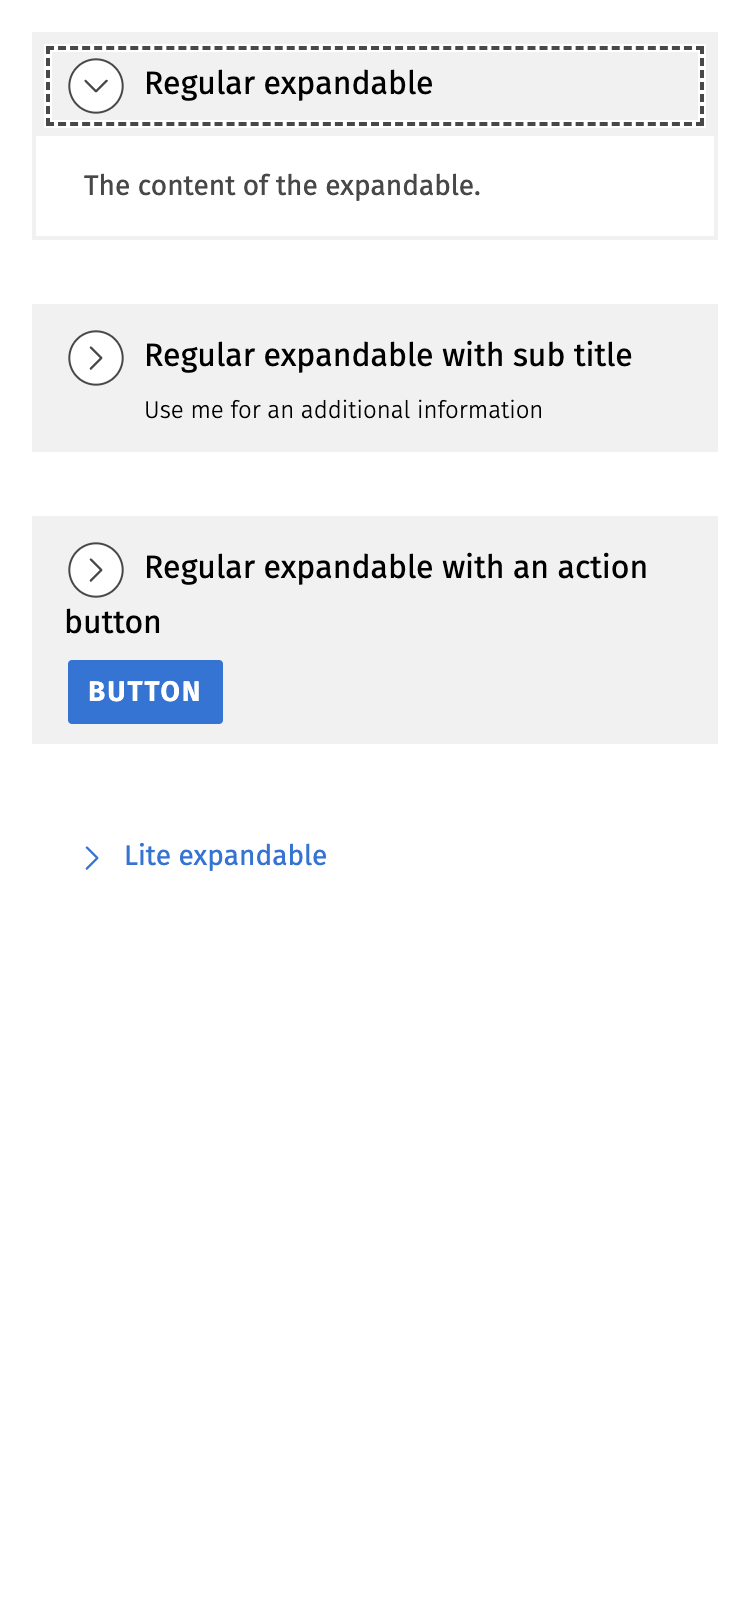 Regular expandable
The content of the expandable.
Regular expandable with sub title
Use me for an additional information
Regular expandable with an action
button
BUTTON
Lite expandable